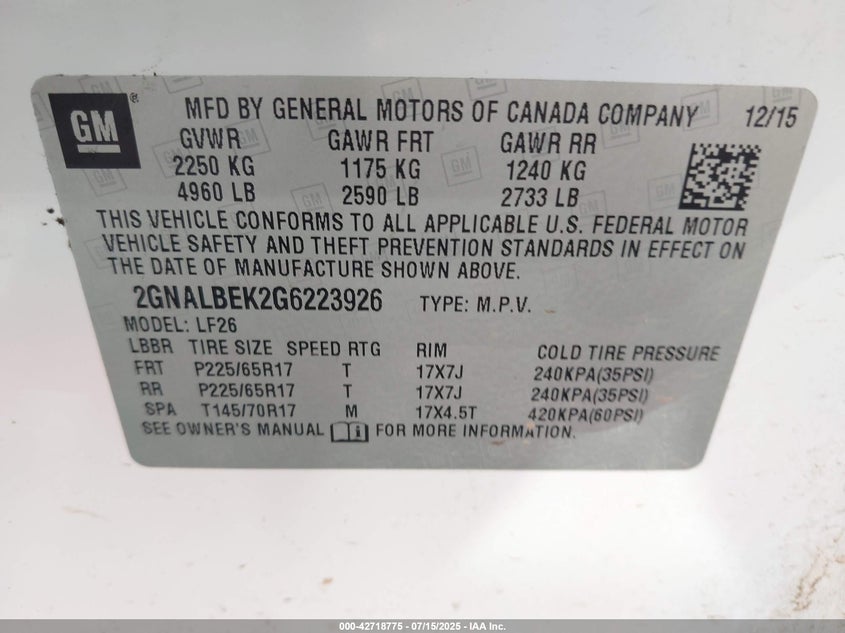 GM ® MFD BY GENERAL MOTORS OF CANADA COMPANY 12/15
GVWR GAWR FRT GAWR RR
2250 KG 1175 KG 1240 KG
4960 LB 2590 LB 2733 LB
THIS VEHICLE CONFORMS TO ALL APPLICABLE U.S. FEDERAL MOTOR
VEHICLE SAFETY AND THEFT PREVENTION STANDARDS IN EFFECT ON
THE DATE OF MANUFACTURE SHOWN ABOVE.
2GNALBEK2G6223926 TYPE: M.P.V.
MODEL: LF26
LBBR TIRE SIZE SPEED RTG RIM COLD TIRE PRESSURE
FRT P225/65R17 T 17X7J 240KPA(35PSI)
RR P225/65R17 T 17X7J 240KPA(35PSI)
SPA T145/70R17 M 17X4.5T 420KPA(60PSI)
SEE OWNER'S MANUAL FOR MORE INFORMATION.
000-42718775 - 07/15/2025 - IAA Inc.